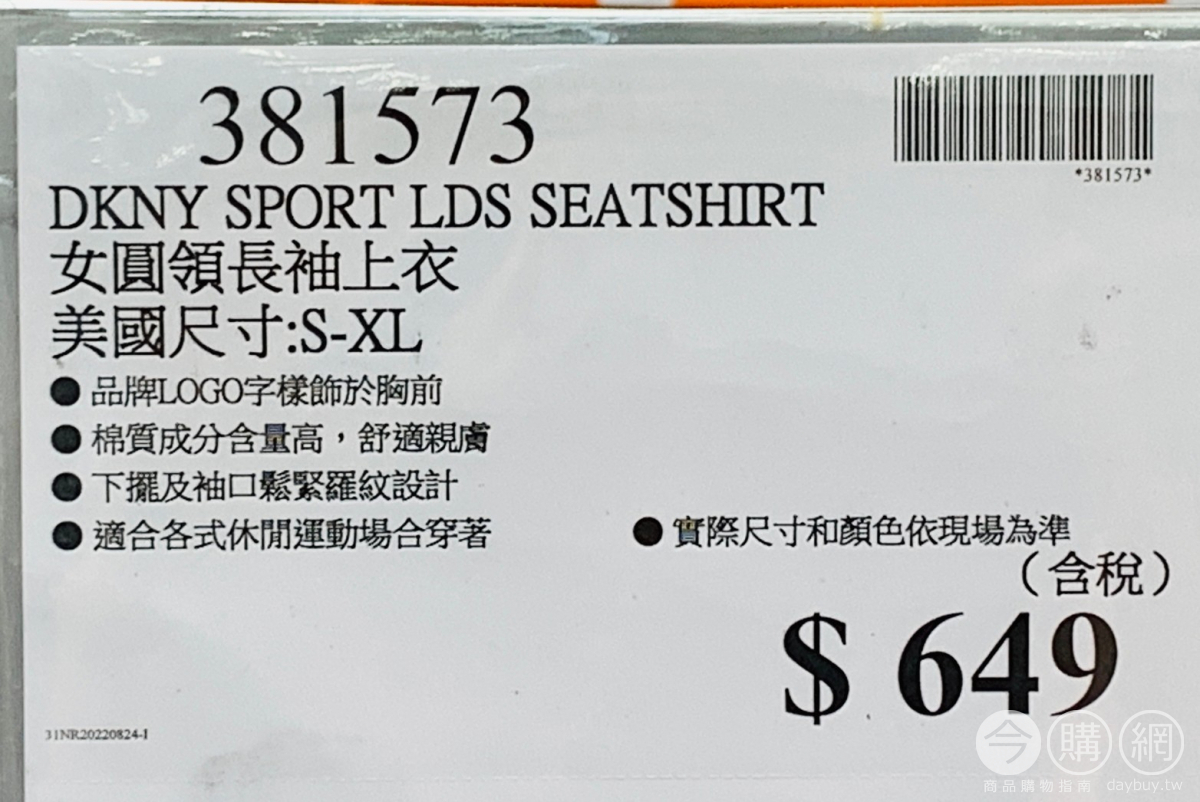 381573
*381573*
DKNY SPORT LDS SEATSHIRT
女圓領長袖上衣
美國尺寸:S-XL
● 品牌LOGO字樣飾於胸前
● 棉質成分含量高，舒適親膚
● 下擺及袖口鬆緊羅紋設計
● 適合各式休閒運動場合穿著
● 實際尺寸和顏色依現場為準
（含稅）
$ 649
31NR20220824-1
今購網
商品購物指南 daybuy.tw